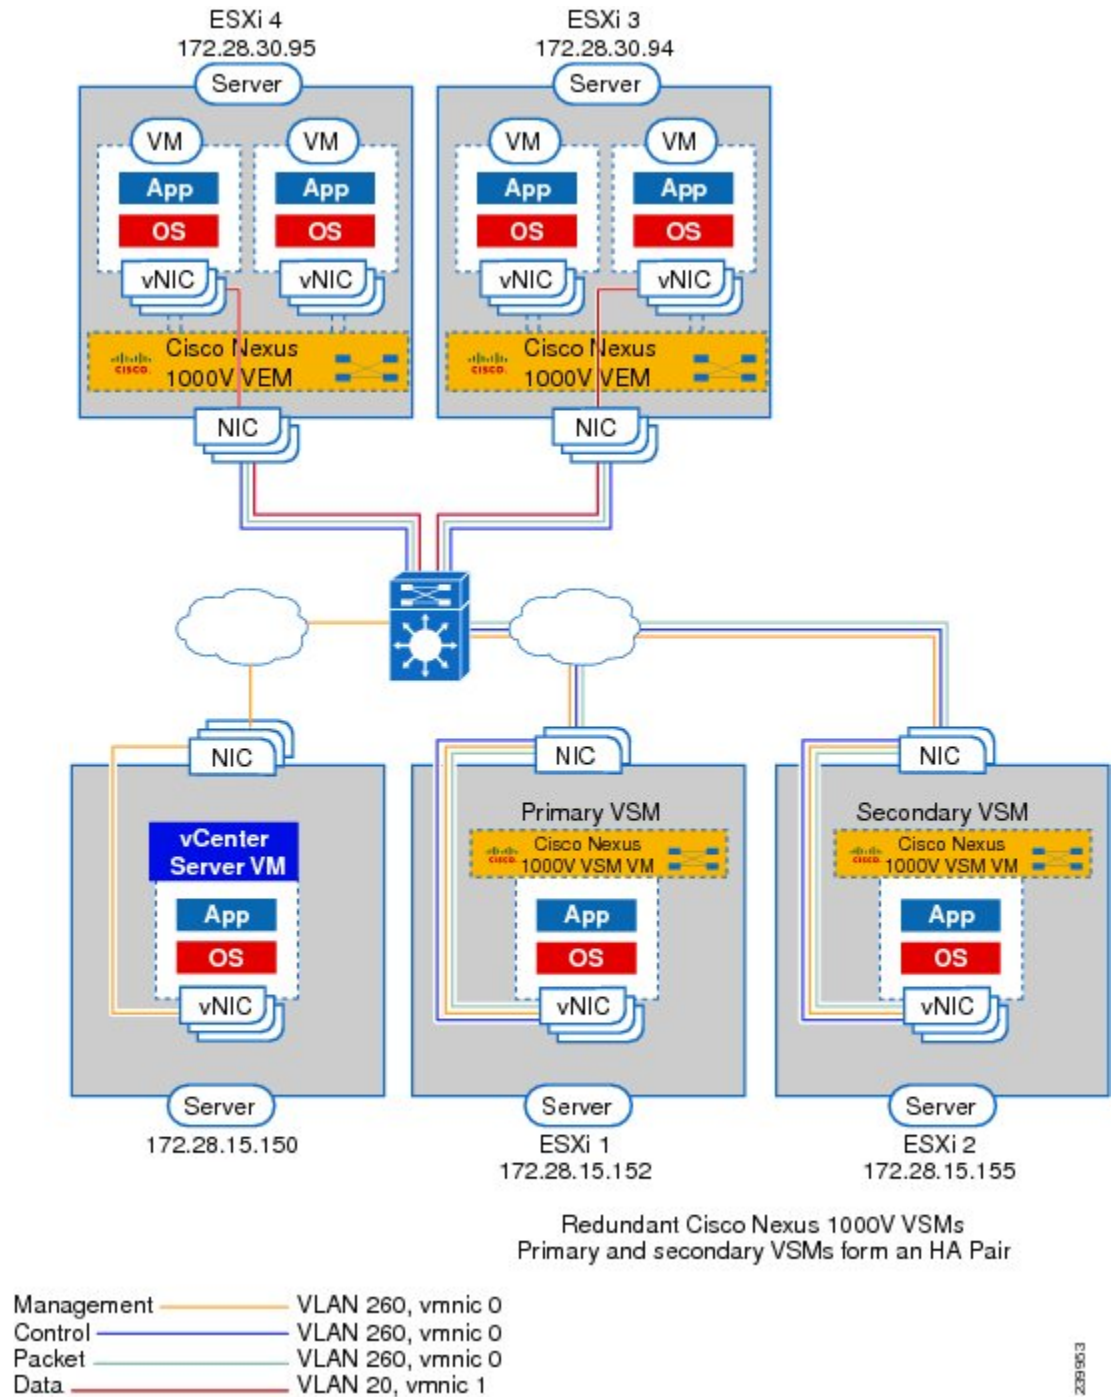 ESXi 4
172.28.30.95
Server
VM
VM
App
App
OS
OS
vNIC
vNIC
CISCO.
Cisco Nexus
1000V VEM
NIC
ESXi 3
172.28.30.94
Server
VM
VM
App
App
OS
OS
vNIC
vNIC
CISCO.
Cisco Nexus
1000V VEM
NIC
NIC
vCenter
Server VM
App
OS
vNIC
Server
172.28.15.150
NIC
Primary VSM
CISCO.
Cisco Nexus
1000V VSM VM
App
OS
vNIC
Server
ESXi 1
172.28.15.152
NIC
Secondary VSM
CISCO.
Cisco Nexus
1000V VSM VM
App
OS
vNIC
Server
ESXi 2
172.28.15.155
Redundant Cisco Nexus 1000V VSMs
Primary and secondary VSMs form an HA Pair
Management VLAN 260, vmnic 0
Control VLAN 260, vmnic 0
Packet VLAN 260, vmnic 0
Data VLAN 20, vmnic 1
239953